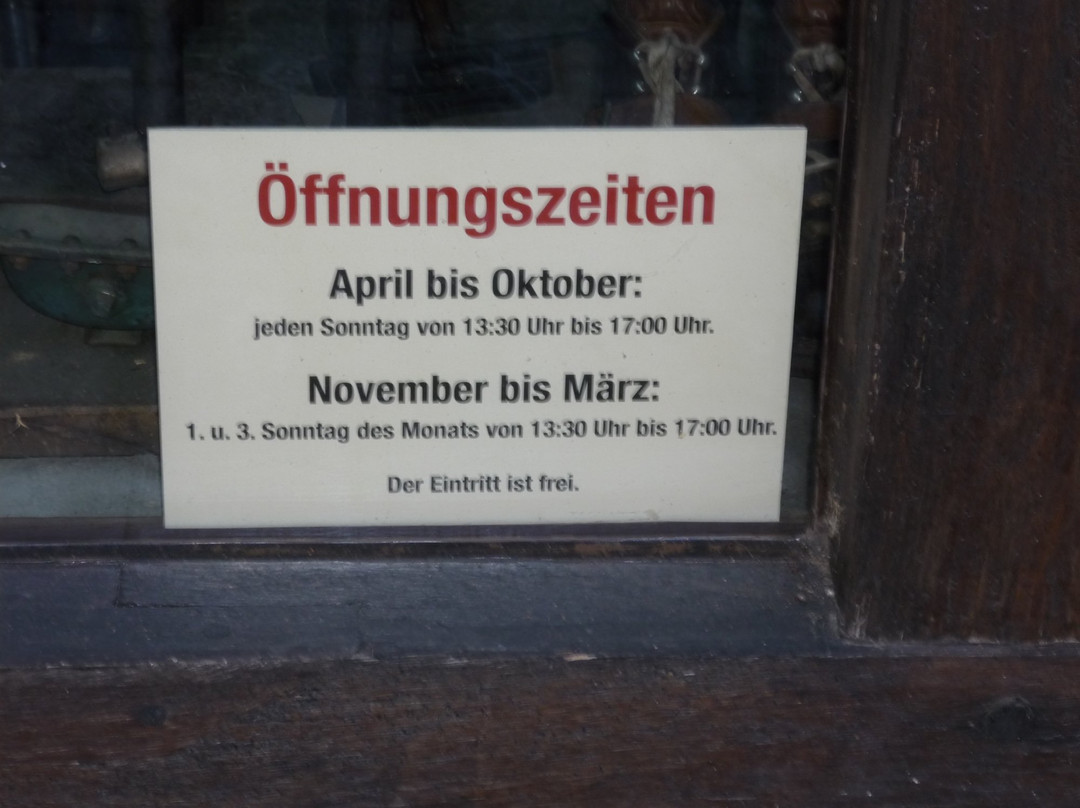 Öffnungszeiten
April bis Oktober:
jeden Sonntag von 13:30 Uhr bis 17:00 Uhr.
November bis März:
1. u. 3. Sonntag des Monats von 13:30 Uhr bis 17:00 Uhr.
Der Eintritt ist frei.